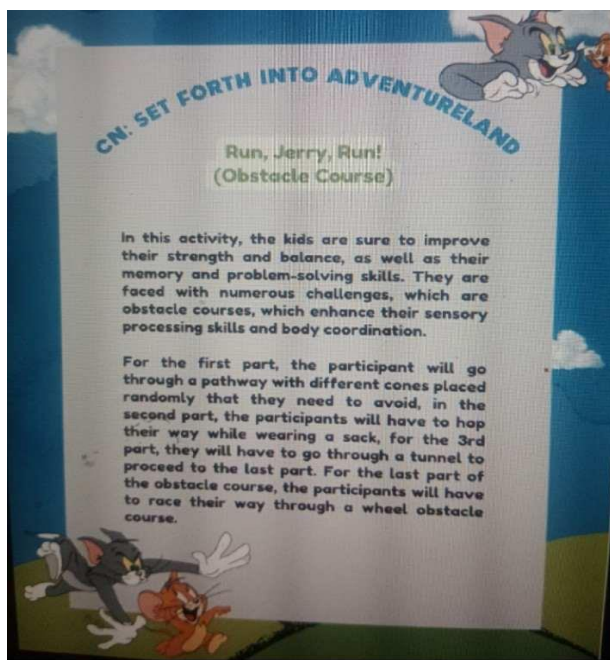 CN: SET FORTH INTO ADVENTURELAND
Run, Jerry, Run!
(Obstacle Course)
In this activity, the kids are sure to improve
their strength and balance, as well as their
memory and problem-solving skills. They are
faced with numerous challenges, which are
obstacle courses, which enhance their sensory
processing skills and body coordination.
For the first part, the participant will go
through a pathway with different cones placed
randomly that they need to avoid, in the
second part, the participants will have to hop
their way while wearing a sack, for the 3rd
part, they will have to go through a tunnel to
proceed to the last part. For the last part of
the obstacle course, the participants will have
to race their way through a wheel obstacle
course.